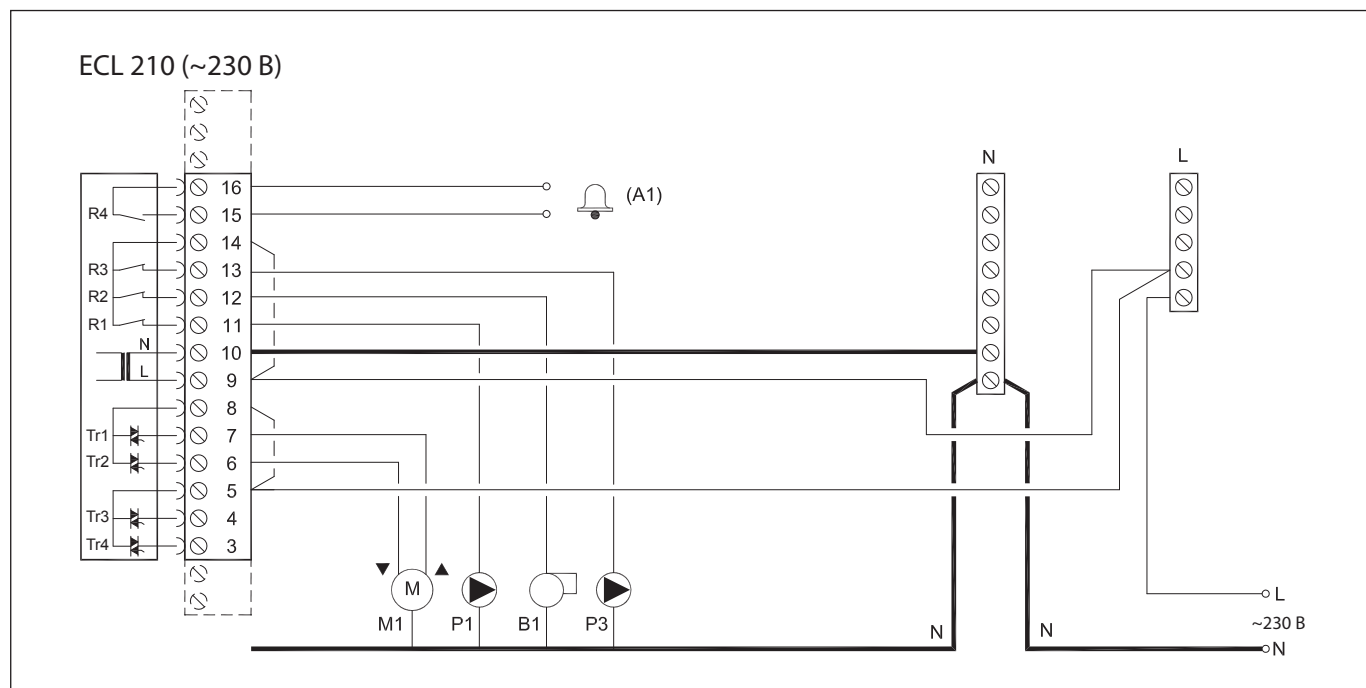 ECL 210 (~230 В)
N L
16 (A1)
R4 15
14
R3 13
R2 12
R1 11
N 10
L 9
8
Tr1 7
Tr2 6
5
Tr3 4
Tr4 3
M
M1 P1 B1 P3 N N
L
~230 В
N